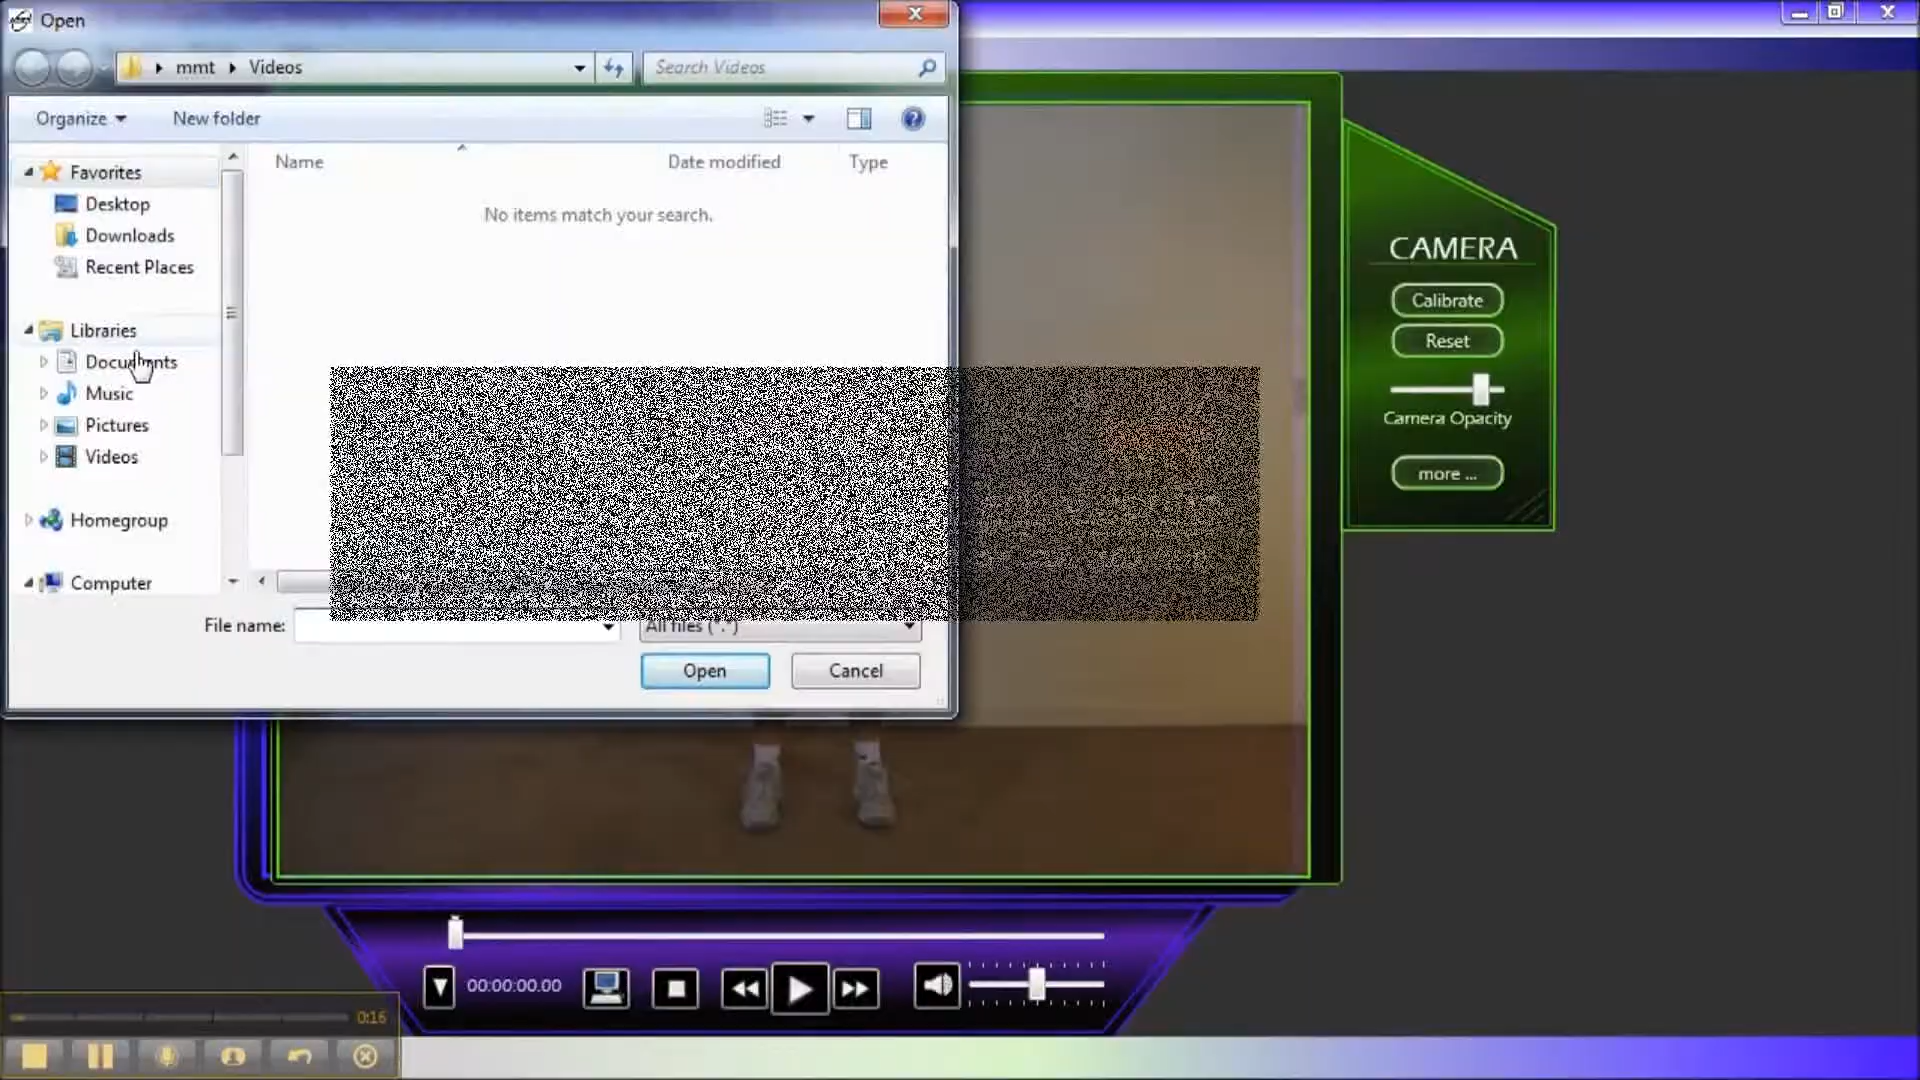 Open
mmt Videos
Search Videos
Organize
New folder
Name
Date modified
Type
No items match your search.
Favorites
Desktop
Downloads
Recent Places
Libraries
Documents
Music
Pictures
Videos
Homegroup
Computer
File name:
All files (*.*)
Open
Cancel
CAMERA
Calibrate
Reset
Camera Opacity
more ...
00:00:00.00
0:16